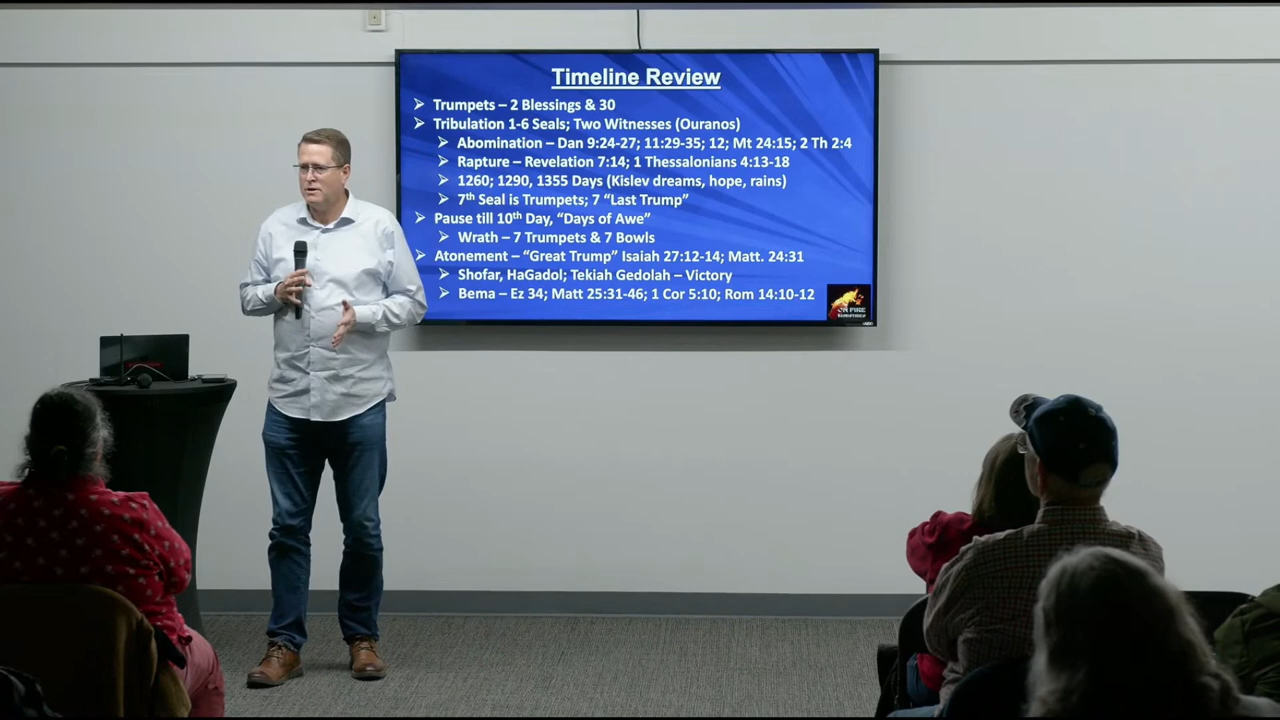 Timeline Review
➢ Trumpets – 2 Blessings & 30
➢ Tribulation 1-6 Seals; Two Witnesses (Ouranos)
➢ Abomination – Dan 9:24-27; 11:29-35; 12; Mt 24:15; 2 Th 2:4
➢ Rapture – Revelation 7:14; 1 Thessalonians 4:13-18
➢ 1260; 1290, 1355 Days (Kislev dreams, hope, rains)
➢ 7th Seal is Trumpets; 7 “Last Trump”
➢ Pause till 10th Day, “Days of Awe”
➢ Wrath – 7 Trumpets & 7 Bowls
➢ Atonement – “Great Trump” Isaiah 27:12-14; Matt. 24:31
➢ Shofar, HaGadol; Tekiah Gedolah – Victory
➢ Bema – Ez 34; Matt 25:31-46; 1 Cor 5:10; Rom 14:10-12
ON FIRE